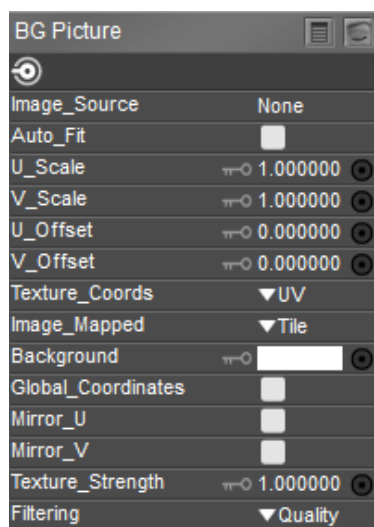 BG Picture
Image_Source None
Auto_Fit
U_Scale 1.000000
V_Scale 1.000000
U_Offset 0.000000
V_Offset 0.000000
Texture_Coords UV
Image_Mapped Tile
Background
Global_Coordinates
Mirror_U
Mirror_V
Texture_Strength 1.000000
Filtering Quality